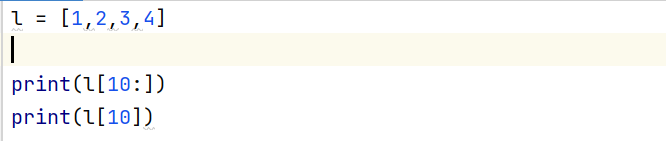 l = [1,2,3,4]
print(l[10:])
print(l[10])